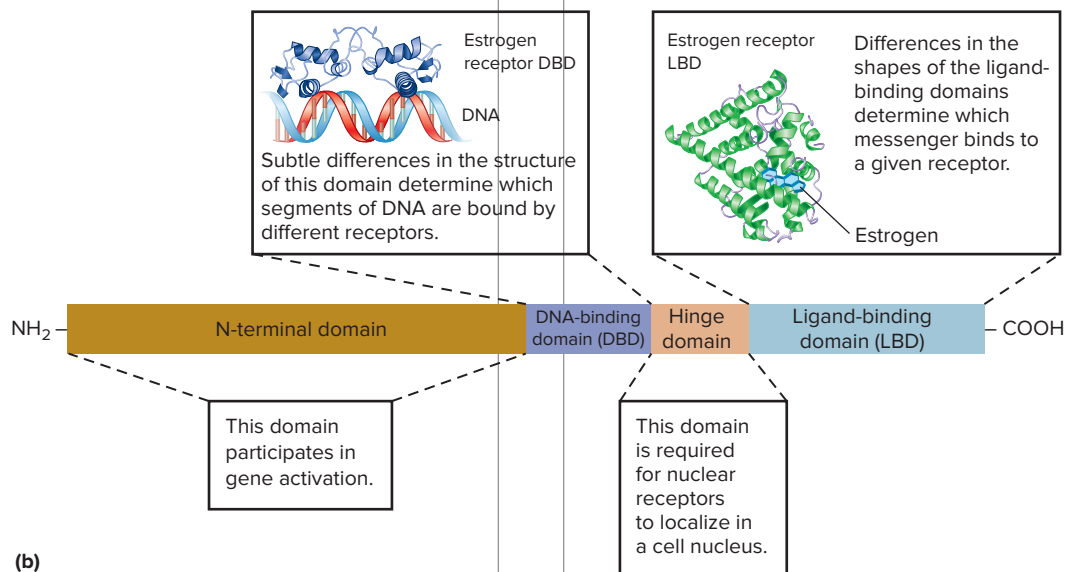 Estrogen
receptor DBD
DNA
Subtle differences in the structure
of this domain determine which
segments of DNA are bound by
different receptors.
Estrogen receptor
LBD
Differences in the
shapes of the ligand-
binding domains
determine which
messenger binds to
a given receptor.
Estrogen
NH₂
N-terminal domain
DNA-binding
domain (DBD)
Hinge
domain
Ligand-binding
domain (LBD)
COOH
This domain
participates in
gene activation.
This domain
is required
for nuclear
receptors
to localize in
a cell nucleus.
(b)